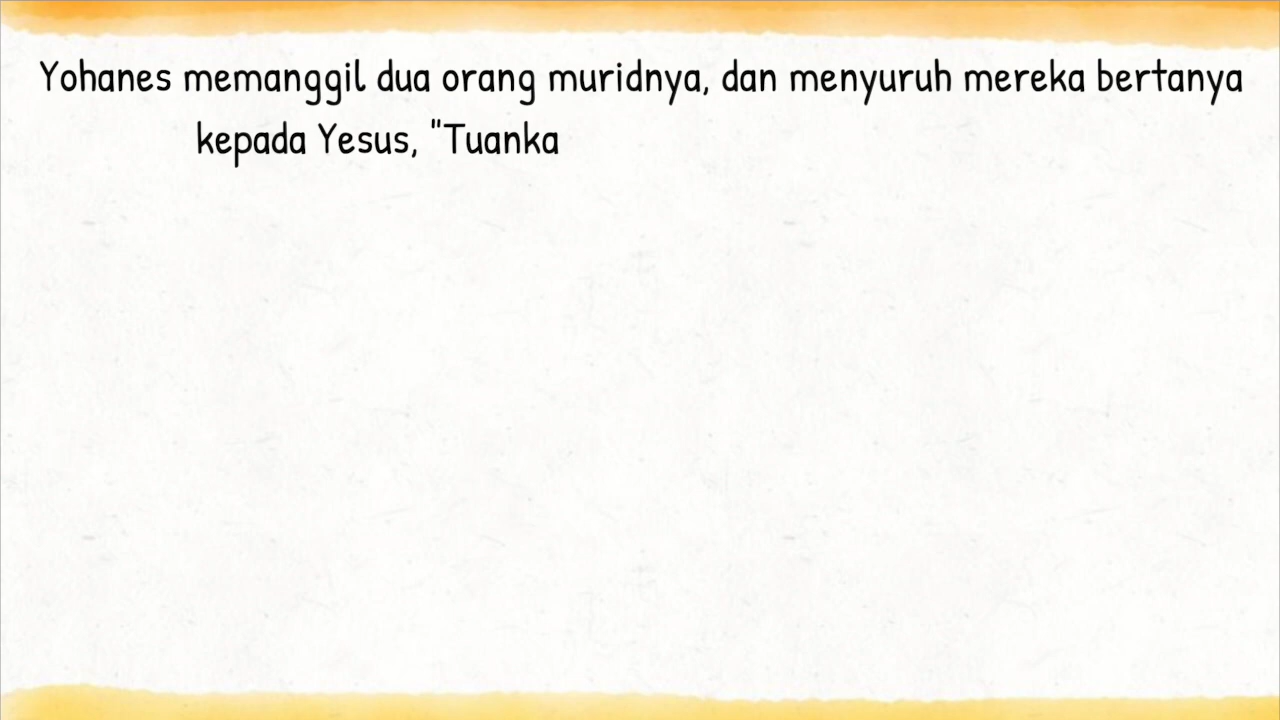 Yohanes memanggil dua orang muridnya, dan menyuruh mereka bertanya
kepada Yesus, "Tuanka